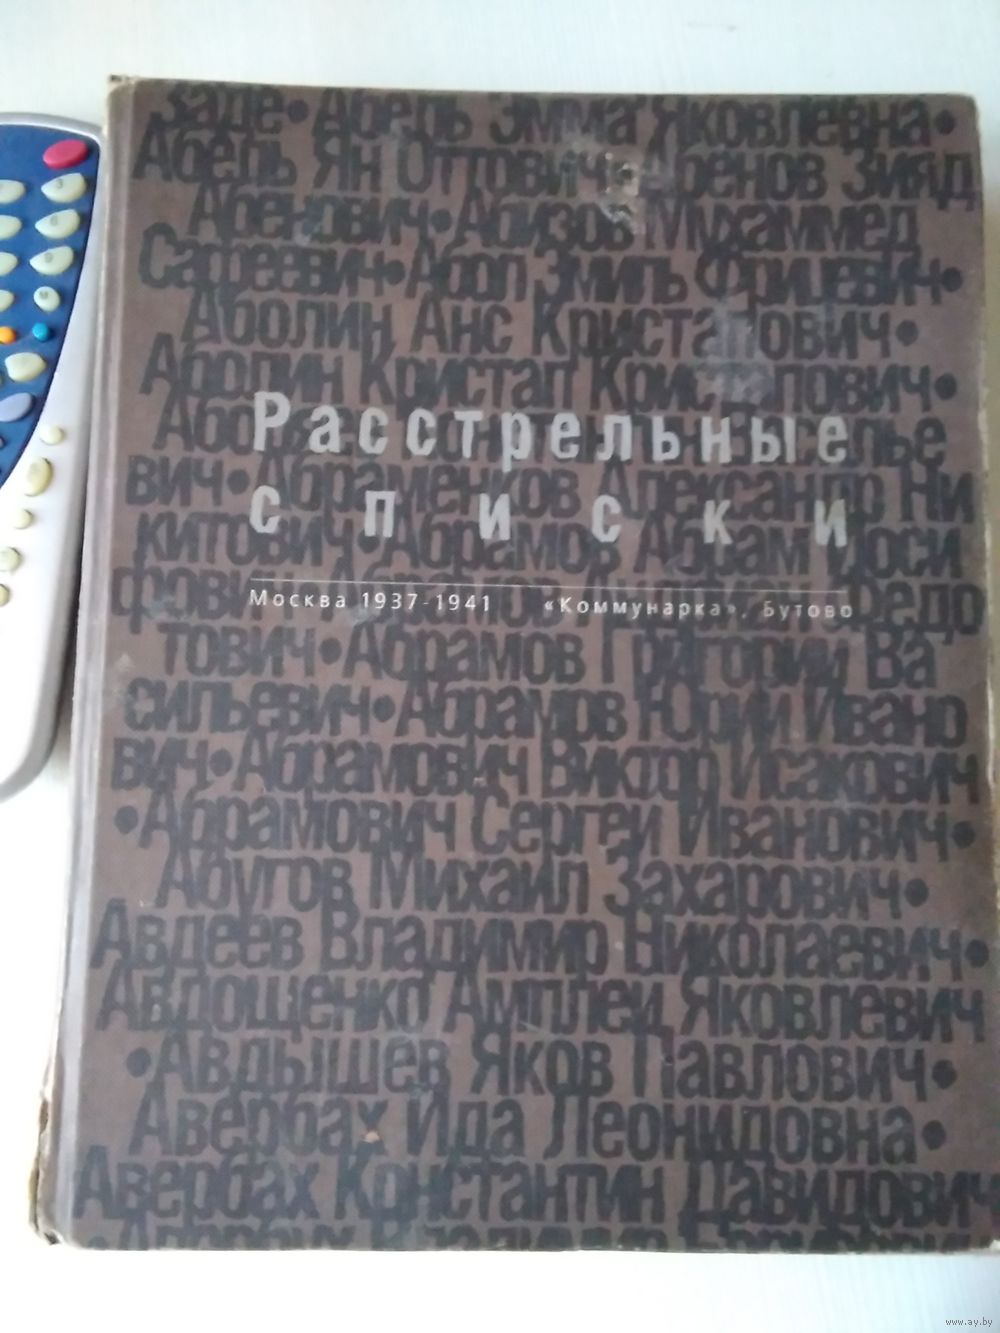 заде • Абель Эмма Яковлевна •
Абель Ян Оттович • Абенов Зияд
Абенович • Абизов Мухаммед
Сафеевич • Абол Эмиль Фрицевич •
Аболин Анс Кристапович •
Аболин Кристап Кристапович •
Расстрельные
вич • Абраменков Александр Ни
списки
китович • Абрамов Абрам Иоси
Москва 1937-1941 «Коммунарка», Бутово
фович • Абрамов Федо
тович • Абрамов Григорий Ва
сильевич • Абрамов Юрий Ивано
вич • Абрамович Виктор Исакович
• Абрамович Сергей Иванович •
Абугов Михаил Захарович •
Авдеев Владимир Николаевич •
Авдощенко Амплей Яковлевич
• Авдышев Яков Павлович •
Авербах Ида Леонидовна •
Авербах Константин Давидович
www.ay.by